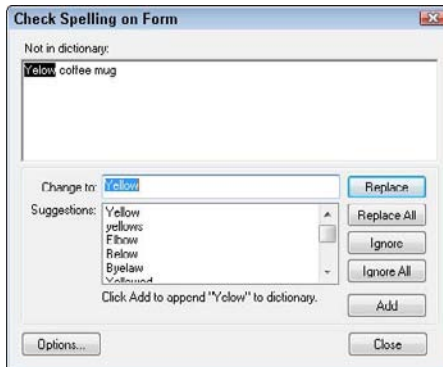 Check Spelling on Form
Not in dictionary:
Yelow coffee mug
Change to: Yellow
Replace
Suggestions:
Yellow
yellows
Elbow
Below
Byelaw
Yellowed
Replace All
Ignore
Ignore All
Click Add to append "Yelow" to dictionary.
Add
Options...
Close